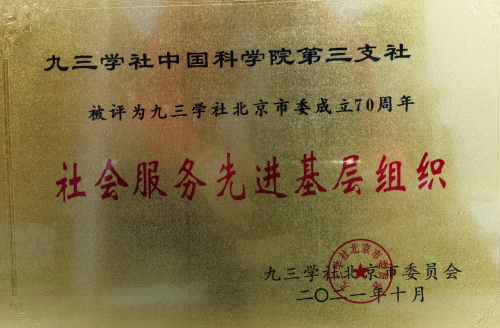 九三学社中国科学院第三支社
被评为九三学社北京市委成立70周年
社会服务先进基层组织
九三学社北京市委员会
二〇二一年十月